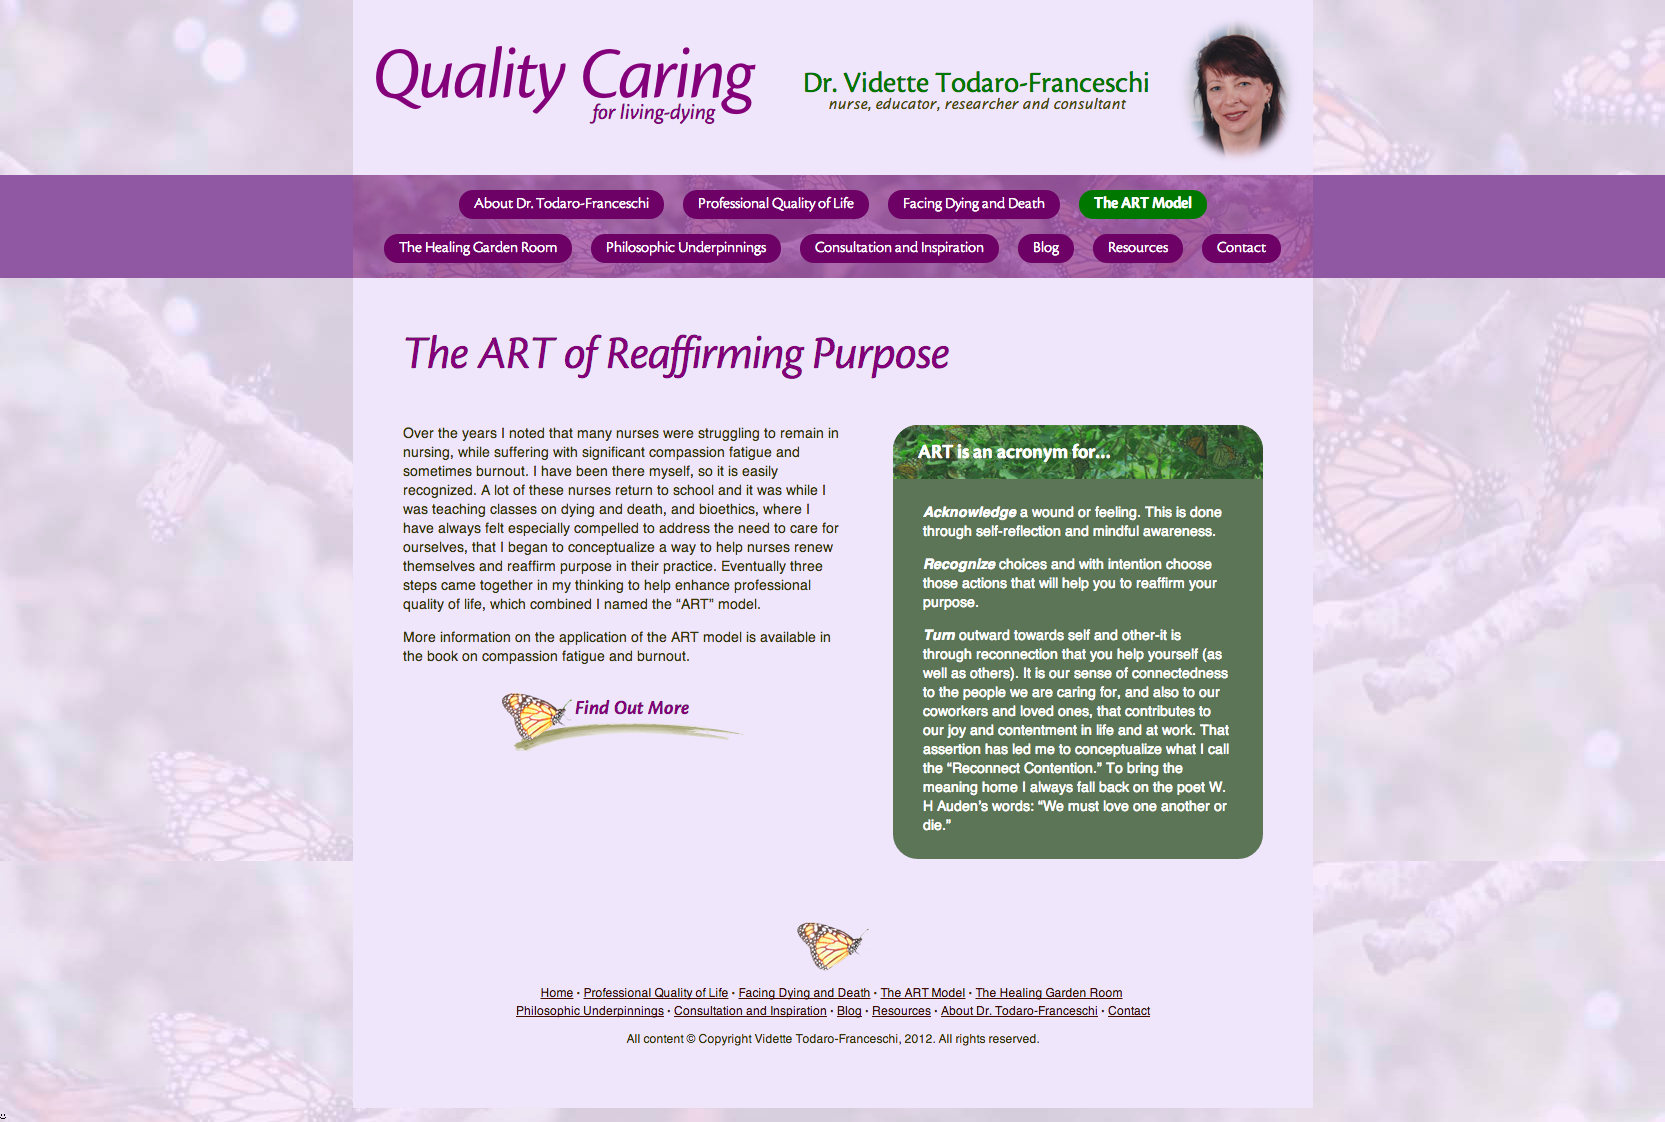 Quality Caring
for living-dying
Dr. Vidette Todaro-Franceschi
nurse, educator, researcher and consultant
About Dr. Todaro-Franceschi
Professional Quality of Life
Facing Dying and Death
The ART Model
The Healing Garden Room
Philosophic Underpinnings
Consultation and Inspiration
Blog
Resources
Contact
The ART of Reaffirming Purpose
Over the years I noted that many nurses were struggling to remain in
nursing, while suffering with significant compassion fatigue and
sometimes burnout. I have been there myself, so it is easily
recognized. A lot of these nurses return to school and it was while I
was teaching classes on dying and death, and bioethics, where I
have always felt especially compelled to address the need to care for
ourselves, that I began to conceptualize a way to help nurses renew
themselves and reaffirm purpose in their practice. Eventually three
steps came together in my thinking to help enhance professional
quality of life, which combined I named the “ART” model.
More information on the application of the ART model is available in
the book on compassion fatigue and burnout.
Find Out More
ART is an acronym for...
Acknowledge a wound or feeling. This is done
through self-reflection and mindful awareness.
Recognize choices and with intention choose
those actions that will help you to reaffirm your
purpose.
Turn outward towards self and other-it is
through reconnection that you help yourself (as
well as others). It is our sense of connectedness
to the people we are caring for, and also to our
coworkers and loved ones, that contributes to
our joy and contentment in life and at work. That
assertion has led me to conceptualize what I call
the “Reconnect Contention.” To bring the
meaning home I always fall back on the poet W.
H Auden’s words: “We must love one another or
die.”
Home · Professional Quality of Life · Facing Dying and Death · The ART Model · The Healing Garden Room
Philosophic Underpinnings · Consultation and Inspiration · Blog · Resources · About Dr. Todaro-Franceschi · Contact
All content © Copyright Vidette Todaro-Franceschi, 2012. All rights reserved.